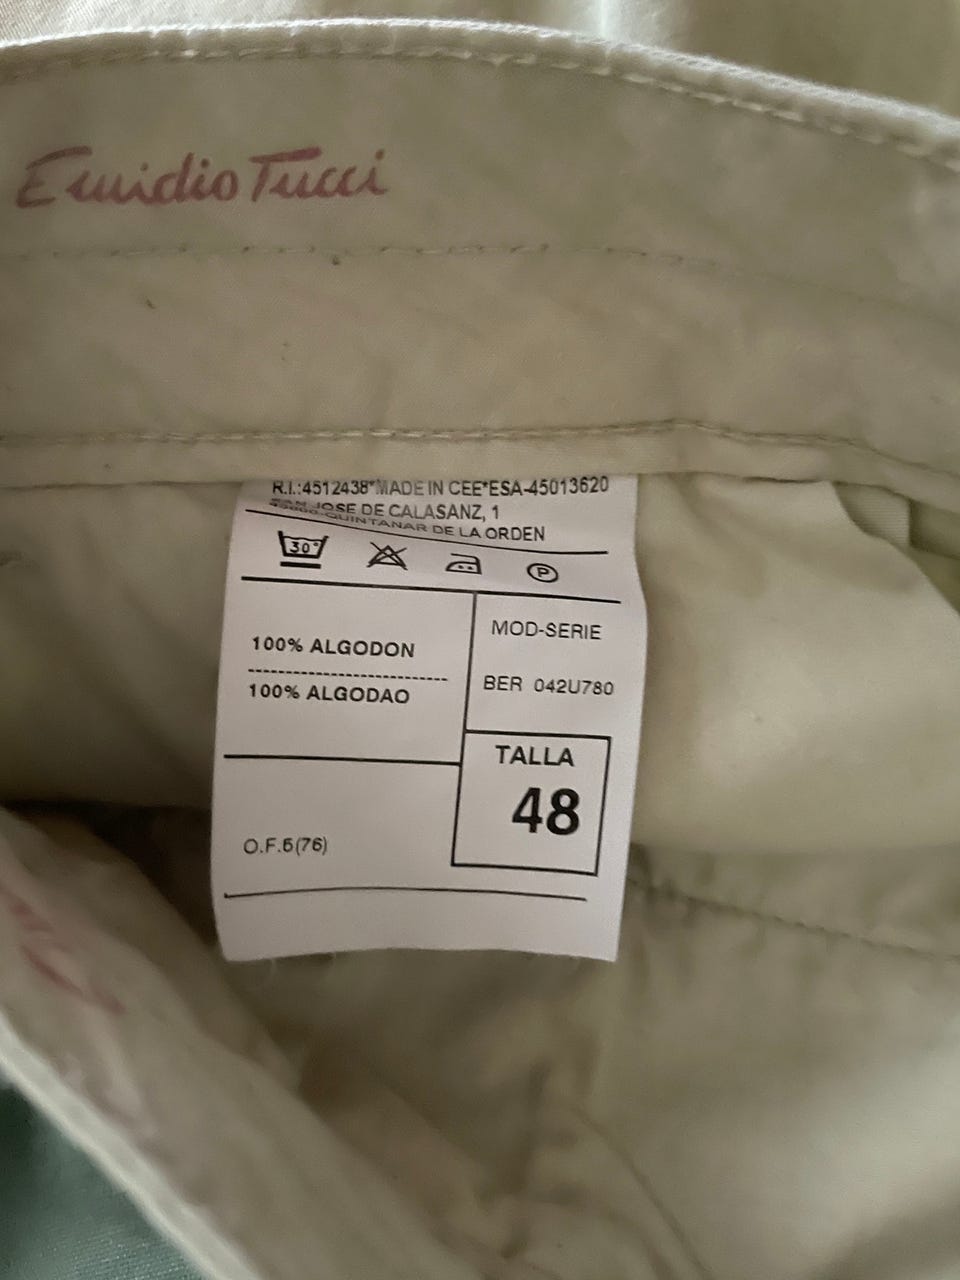 Emidio Tucci
R.I.:4512438*MADE IN CEE*ESA-45013620
SAN JOSE DE CALASANZ, 1
QUINTANAR DE LA ORDEN
30°
P
100% ALGODON
100% ALGODAO
MOD-SERIE
BER 042U780
TALLA
48
O.F.6(76)